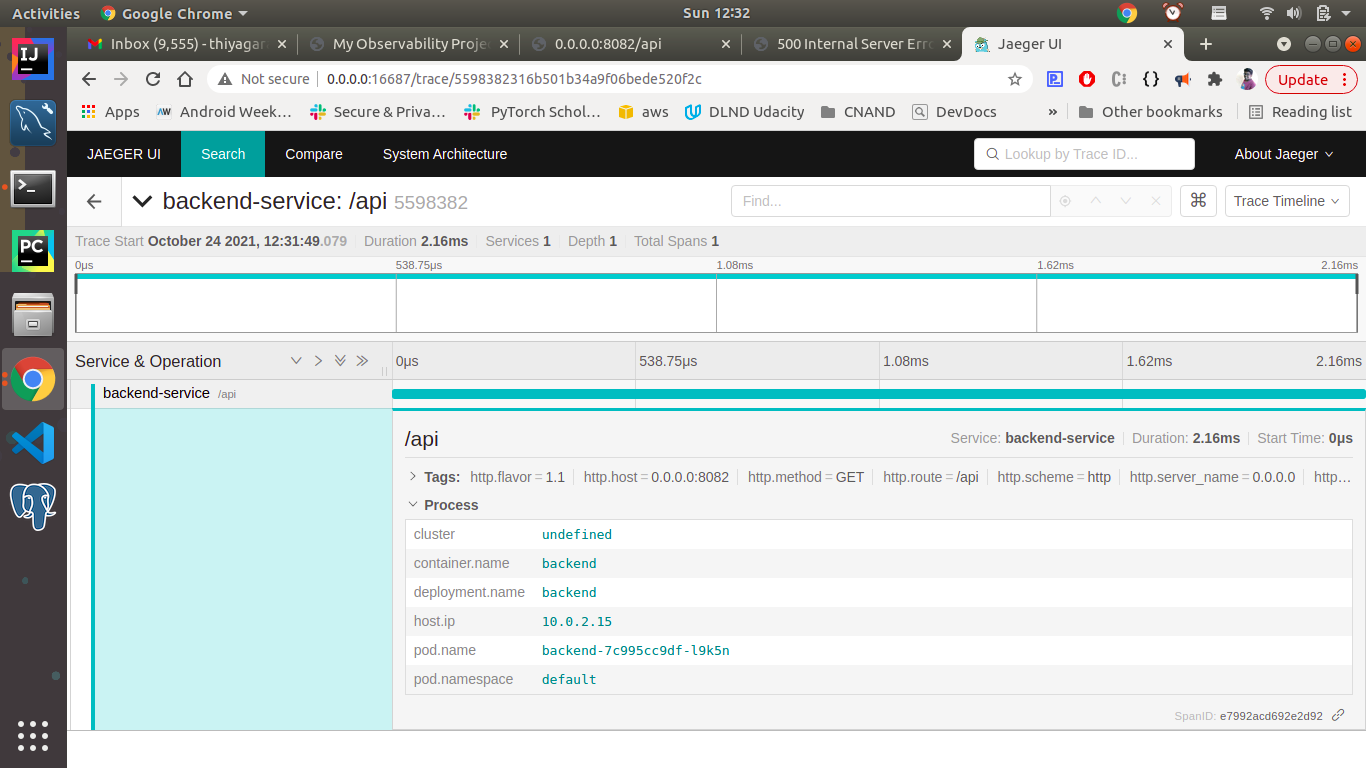 Activities Google Chrome Sun 12:32
Inbox (9,555) - thiyagar My Observability Proje 0.0.0.0:8082/api 500 Internal Server Erro Jaeger UI
Not secure 0.0.0.0:16687/trace/5598382316b501b34a9f06bede520f2c Update
Apps Android Week… Secure & Priva… PyTorch Schol… aws DLND Udacity CNAND DevDocs » Other bookmarks Reading list
JAEGER UI Search Compare System Architecture Lookup by Trace ID... About Jaeger
backend-service: /api 5598382 Find... ⌘ Trace Timeline
Trace Start October 24 2021, 12:31:49.079 Duration 2.16ms Services 1 Depth 1 Total Spans 1
0μs 538.75μs 1.08ms 1.62ms 2.16ms
Service & Operation 0μs 538.75μs 1.08ms 1.62ms 2.16ms
backend-service /api
/api Service: backend-service Duration: 2.16ms Start Time: 0μs
Tags: http.flavor = 1.1 http.host = 0.0.0.0:8082 http.method = GET http.route = /api http.scheme = http http.server_name = 0.0.0.0 http…
Process
cluster undefined
container.name backend
deployment.name backend
host.ip 10.0.2.15
pod.name backend-7c995cc9df-l9k5n
pod.namespace default
SpanID: e7992acd692e2d92
IJ
PC